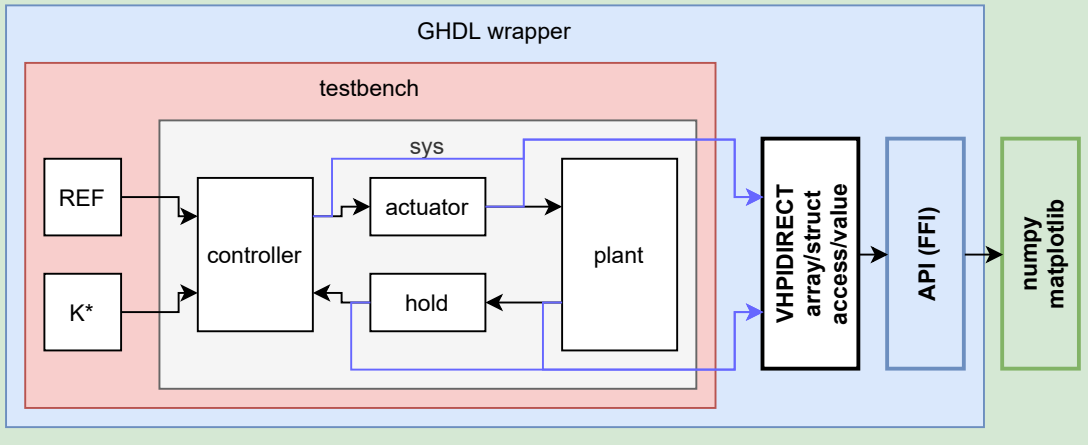 GHDL wrapper
testbench
sys
REF
K*
controller
actuator
hold
plant
VHPIDIRECT
array/struct
access/value
API (FFI)
numpy
matplotlib